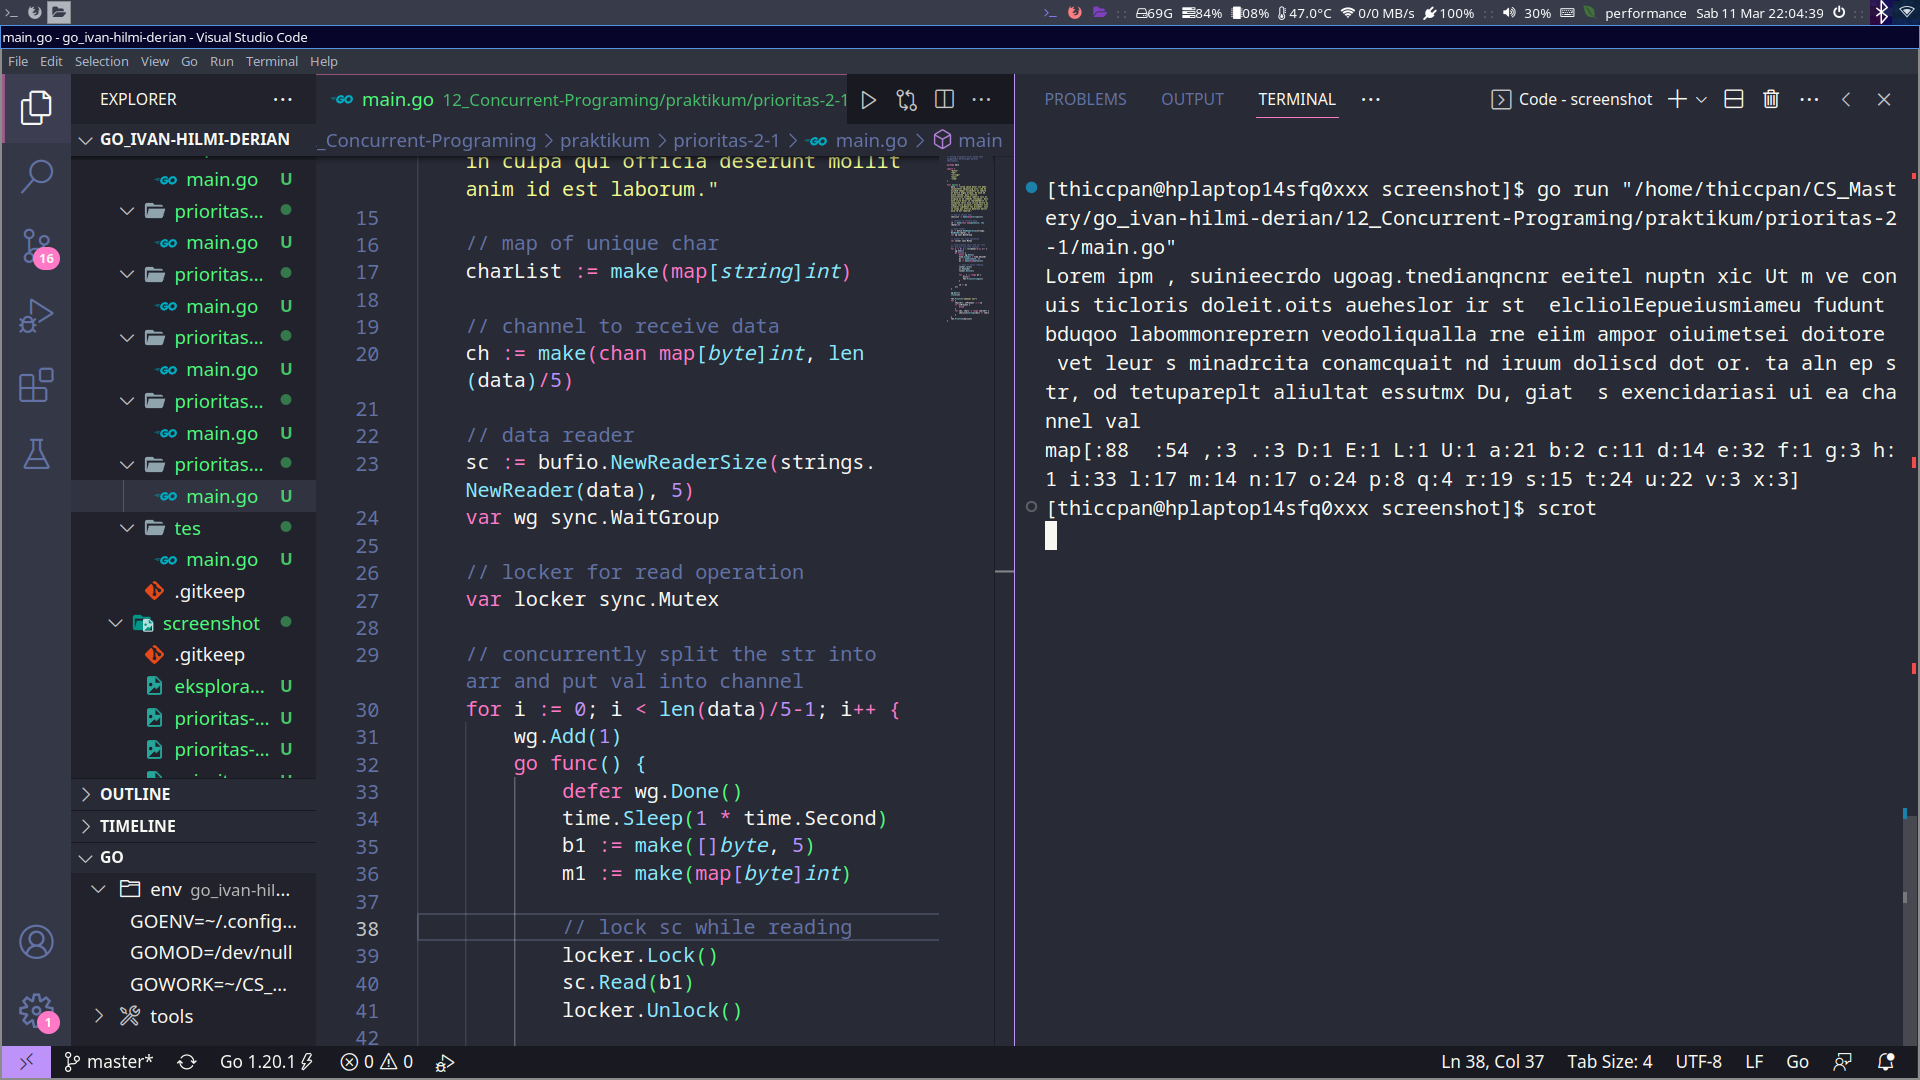 69G 84% 08% 47.0°C 0/0 MB/s 100% 30% performance Sab 11 Mar 22:04:39
main.go - go_ivan-hilmi-derian - Visual Studio Code
File Edit Selection View Go Run Terminal Help
EXPLORER
GO_IVAN-HILMI-DERIAN
main.go U
prioritas...
main.go U
prioritas...
main.go U
prioritas...
main.go U
prioritas...
main.go U
prioritas...
main.go U
tes
main.go U
.gitkeep
screenshot
.gitkeep
eksplora... U
prioritas-... U
prioritas-... U
OUTLINE
TIMELINE
GO
env go_ivan-hil...
GOENV=~/.config...
GOMOD=/dev/null
GOWORK=~/CS_...
tools
16
1
main.go 12_Concurrent-Programing/praktikum/prioritas-2-1
_Concurrent-Programing > praktikum > prioritas-2-1 > main.go > main
in culpa qui officia deserunt mollit
anim id est laborum."
15
16 // map of unique char
17 charList := make(map[string]int)
18
19 // channel to receive data
20 ch := make(chan map[byte]int, len
(data)/5)
21
22 // data reader
23 sc := bufio.NewReaderSize(strings.
NewReader(data), 5)
24 var wg sync.WaitGroup
25
26 // locker for read operation
27 var locker sync.Mutex
28
29 // concurrently split the str into
arr and put val into channel
30 for i := 0; i < len(data)/5-1; i++ {
31 wg.Add(1)
32 go func() {
33 defer wg.Done()
34 time.Sleep(1 * time.Second)
35 b1 := make([]byte, 5)
36 m1 := make(map[byte]int)
37
38 // lock sc while reading
39 locker.Lock()
40 sc.Read(b1)
41 locker.Unlock()
42
PROBLEMS OUTPUT TERMINAL Code - screenshot
[thiccpan@hplaptop14sfq0xxx screenshot]$ go run "/home/thiccpan/CS_Mast
ery/go_ivan-hilmi-derian/12_Concurrent-Programing/praktikum/prioritas-2
-1/main.go"
Lorem ipm , suinieecrdo ugoag.tnedianqncnr eeitel nuptn xic Ut m ve con
uis ticloris doleit.oits aueheslor ir st  elcliolEepueiusmiameu fudunt
bduqoo labommonreprern veodoliqualla rne eiim ampor oiuimetsei doitore
 vet leur s minadrcita conamcquait nd iruum doliscd dot or. ta aln ep s
tr, od tetupareplt aliultat essutmx Du, giat  s exencidariasi ui ea cha
nnel val
map[:88  :54 ,:3 .:3 D:1 E:1 L:1 U:1 a:21 b:2 c:11 d:14 e:32 f:1 g:3 h:
1 i:33 l:17 m:14 n:17 o:24 p:8 q:4 r:19 s:15 t:24 u:22 v:3 x:3]
[thiccpan@hplaptop14sfq0xxx screenshot]$ scrot
master* Go 1.20.1 0 0 Ln 38, Col 37 Tab Size: 4 UTF-8 LF Go